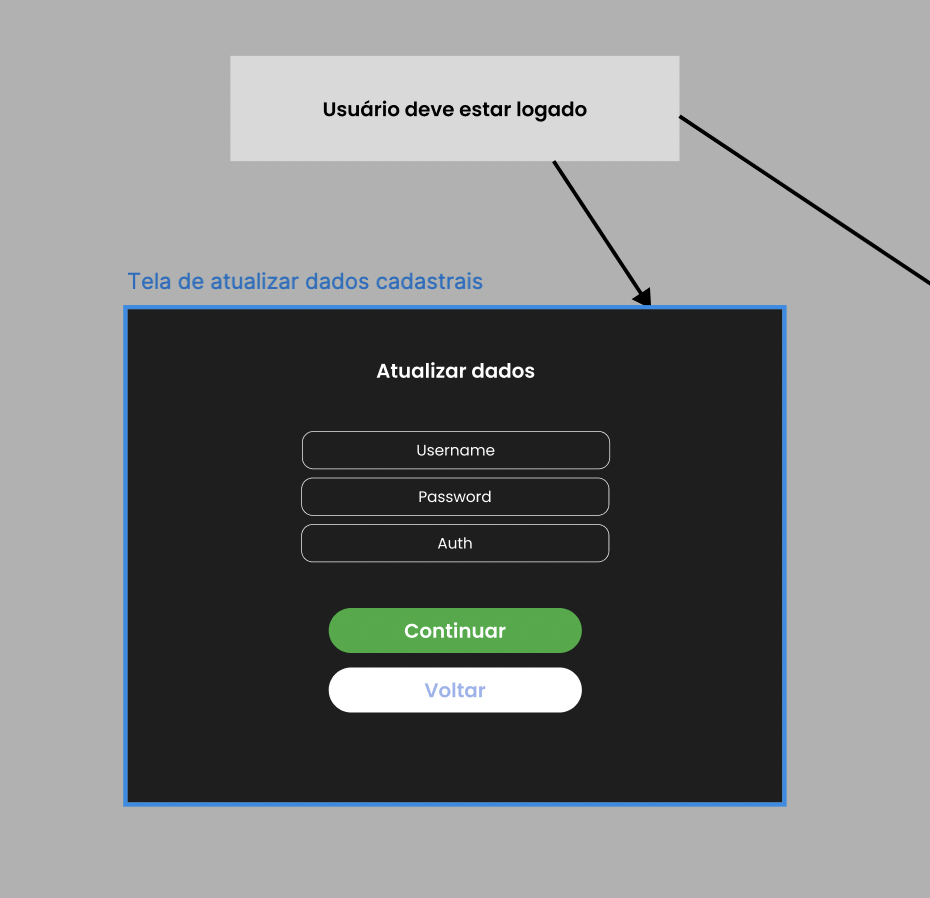 Usuário deve estar logado
Tela de atualizar dados cadastrais
Atualizar dados
Username
Password
Auth
Continuar
Voltar